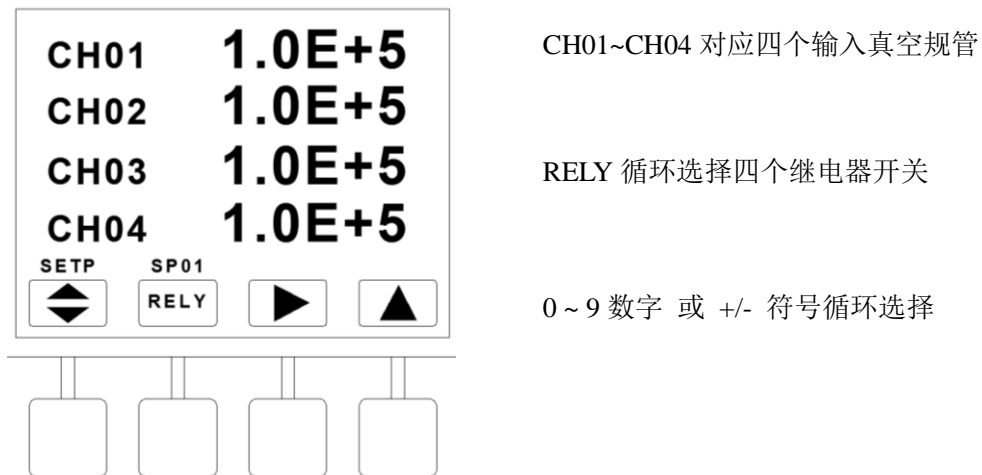 CH01 1.0E+5
CH01~CH04 对应四个输入真空规管
CH02 1.0E+5
CH03 1.0E+5
RELY 循环选择四个继电器开关
CH04 1.0E+5
SETP SP01
RELY
0 ~ 9 数字 或 +/- 符号循环选择